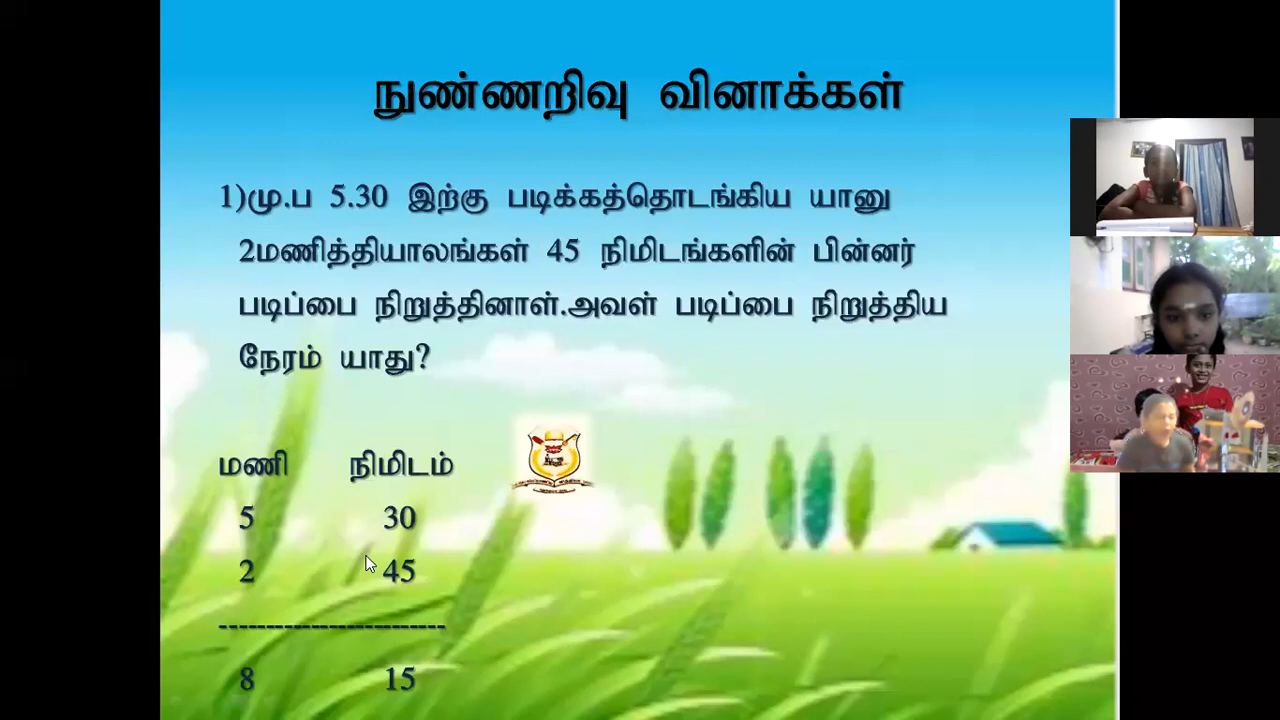 நுண்ணறிவு வினாக்கள்
1)மு.ப 5.30 இற்கு படிக்கத்தொடங்கிய யானு
2மணித்தியாலங்கள் 45 நிமிடங்களின் பின்னர்
படிப்பை நிறுத்தினாள்.அவள் படிப்பை நிறுத்திய
நேரம் யாது?
மணி நிமிடம்
5 30
2 45
-----------------------
8 15